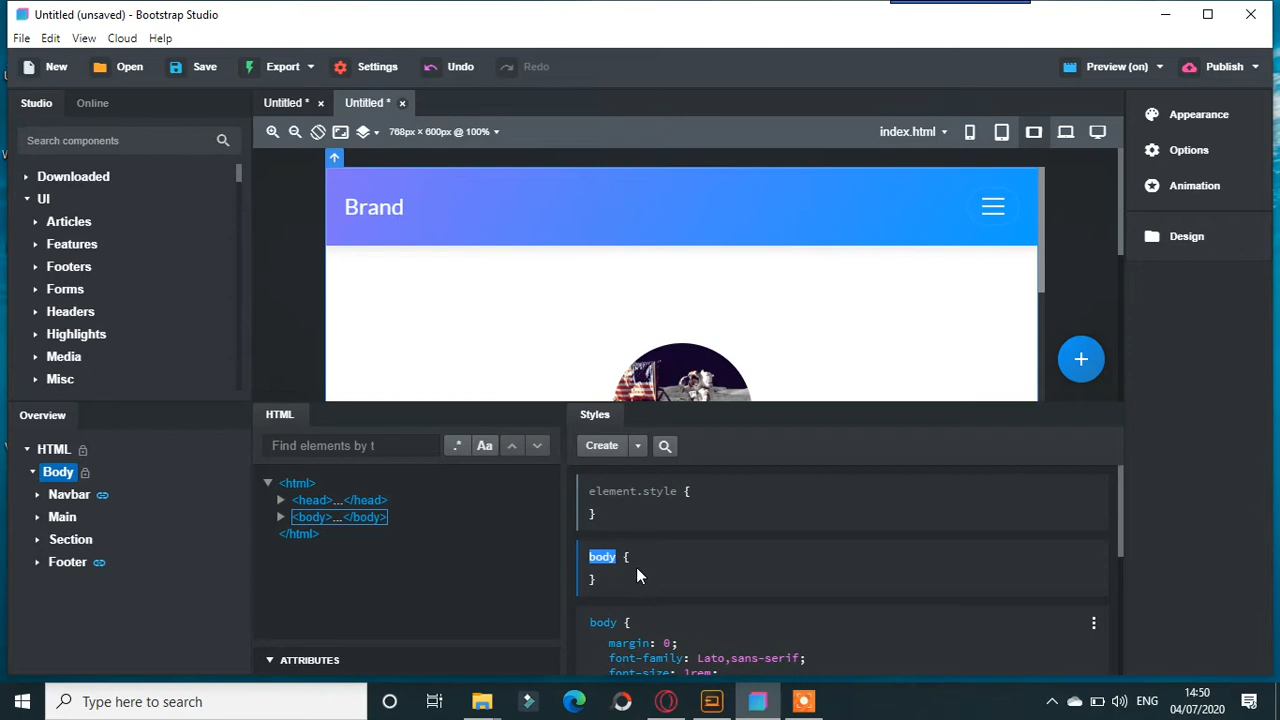 Untitled (unsaved) - Bootstrap Studio
File Edit View Cloud Help
New Open Save Export Settings Undo Redo Preview (on) Publish
Studio Online Untitled * × Untitled * ×
Search components
768px × 600px @ 100% index.html
Downloaded
UI
Articles
Features
Footers
Forms
Headers
Highlights
Media
Misc
Brand
Appearance
Options
Animation
Design
Overview
HTML
Body
Navbar
Main
Section
Footer
HTML
Find elements by t .* Aa
<html>
<head>...</head>
<body>...</body>
</html>
ATTRIBUTES
Styles
Create
element.style {
}
body {
}
body {
margin: 0;
font-family: Lato,sans-serif;
font-size: 1rem;
Type here to search
ENG
14:50
04/07/2020